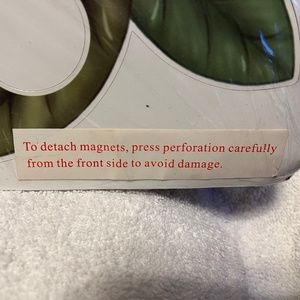 To detach magnets, press perforation carefully
from the front side to avoid damage.